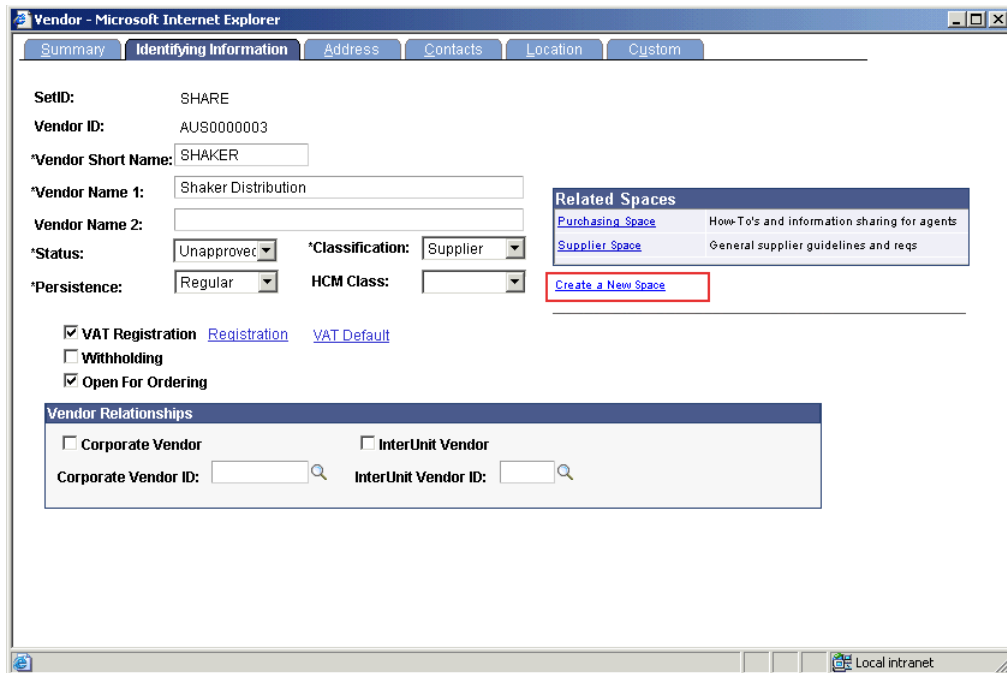 Vendor - Microsoft Internet Explorer
Summary Identifying Information Address Contacts Location Custom
SetID: SHARE
Vendor ID: AUS0000003
*Vendor Short Name: SHAKER
*Vendor Name 1: Shaker Distribution
Vendor Name 2:
*Status: Unapproved *Classification: Supplier
*Persistence: Regular HCM Class:
Related Spaces
Purchasing Space How-To's and information sharing for agents
Supplier Space General supplier guidelines and reqs
Create a New Space
VAT Registration Registration VAT Default
Withholding
Open For Ordering
Vendor Relationships
Corporate Vendor InterUnit Vendor
Corporate Vendor ID: InterUnit Vendor ID:
Local intranet